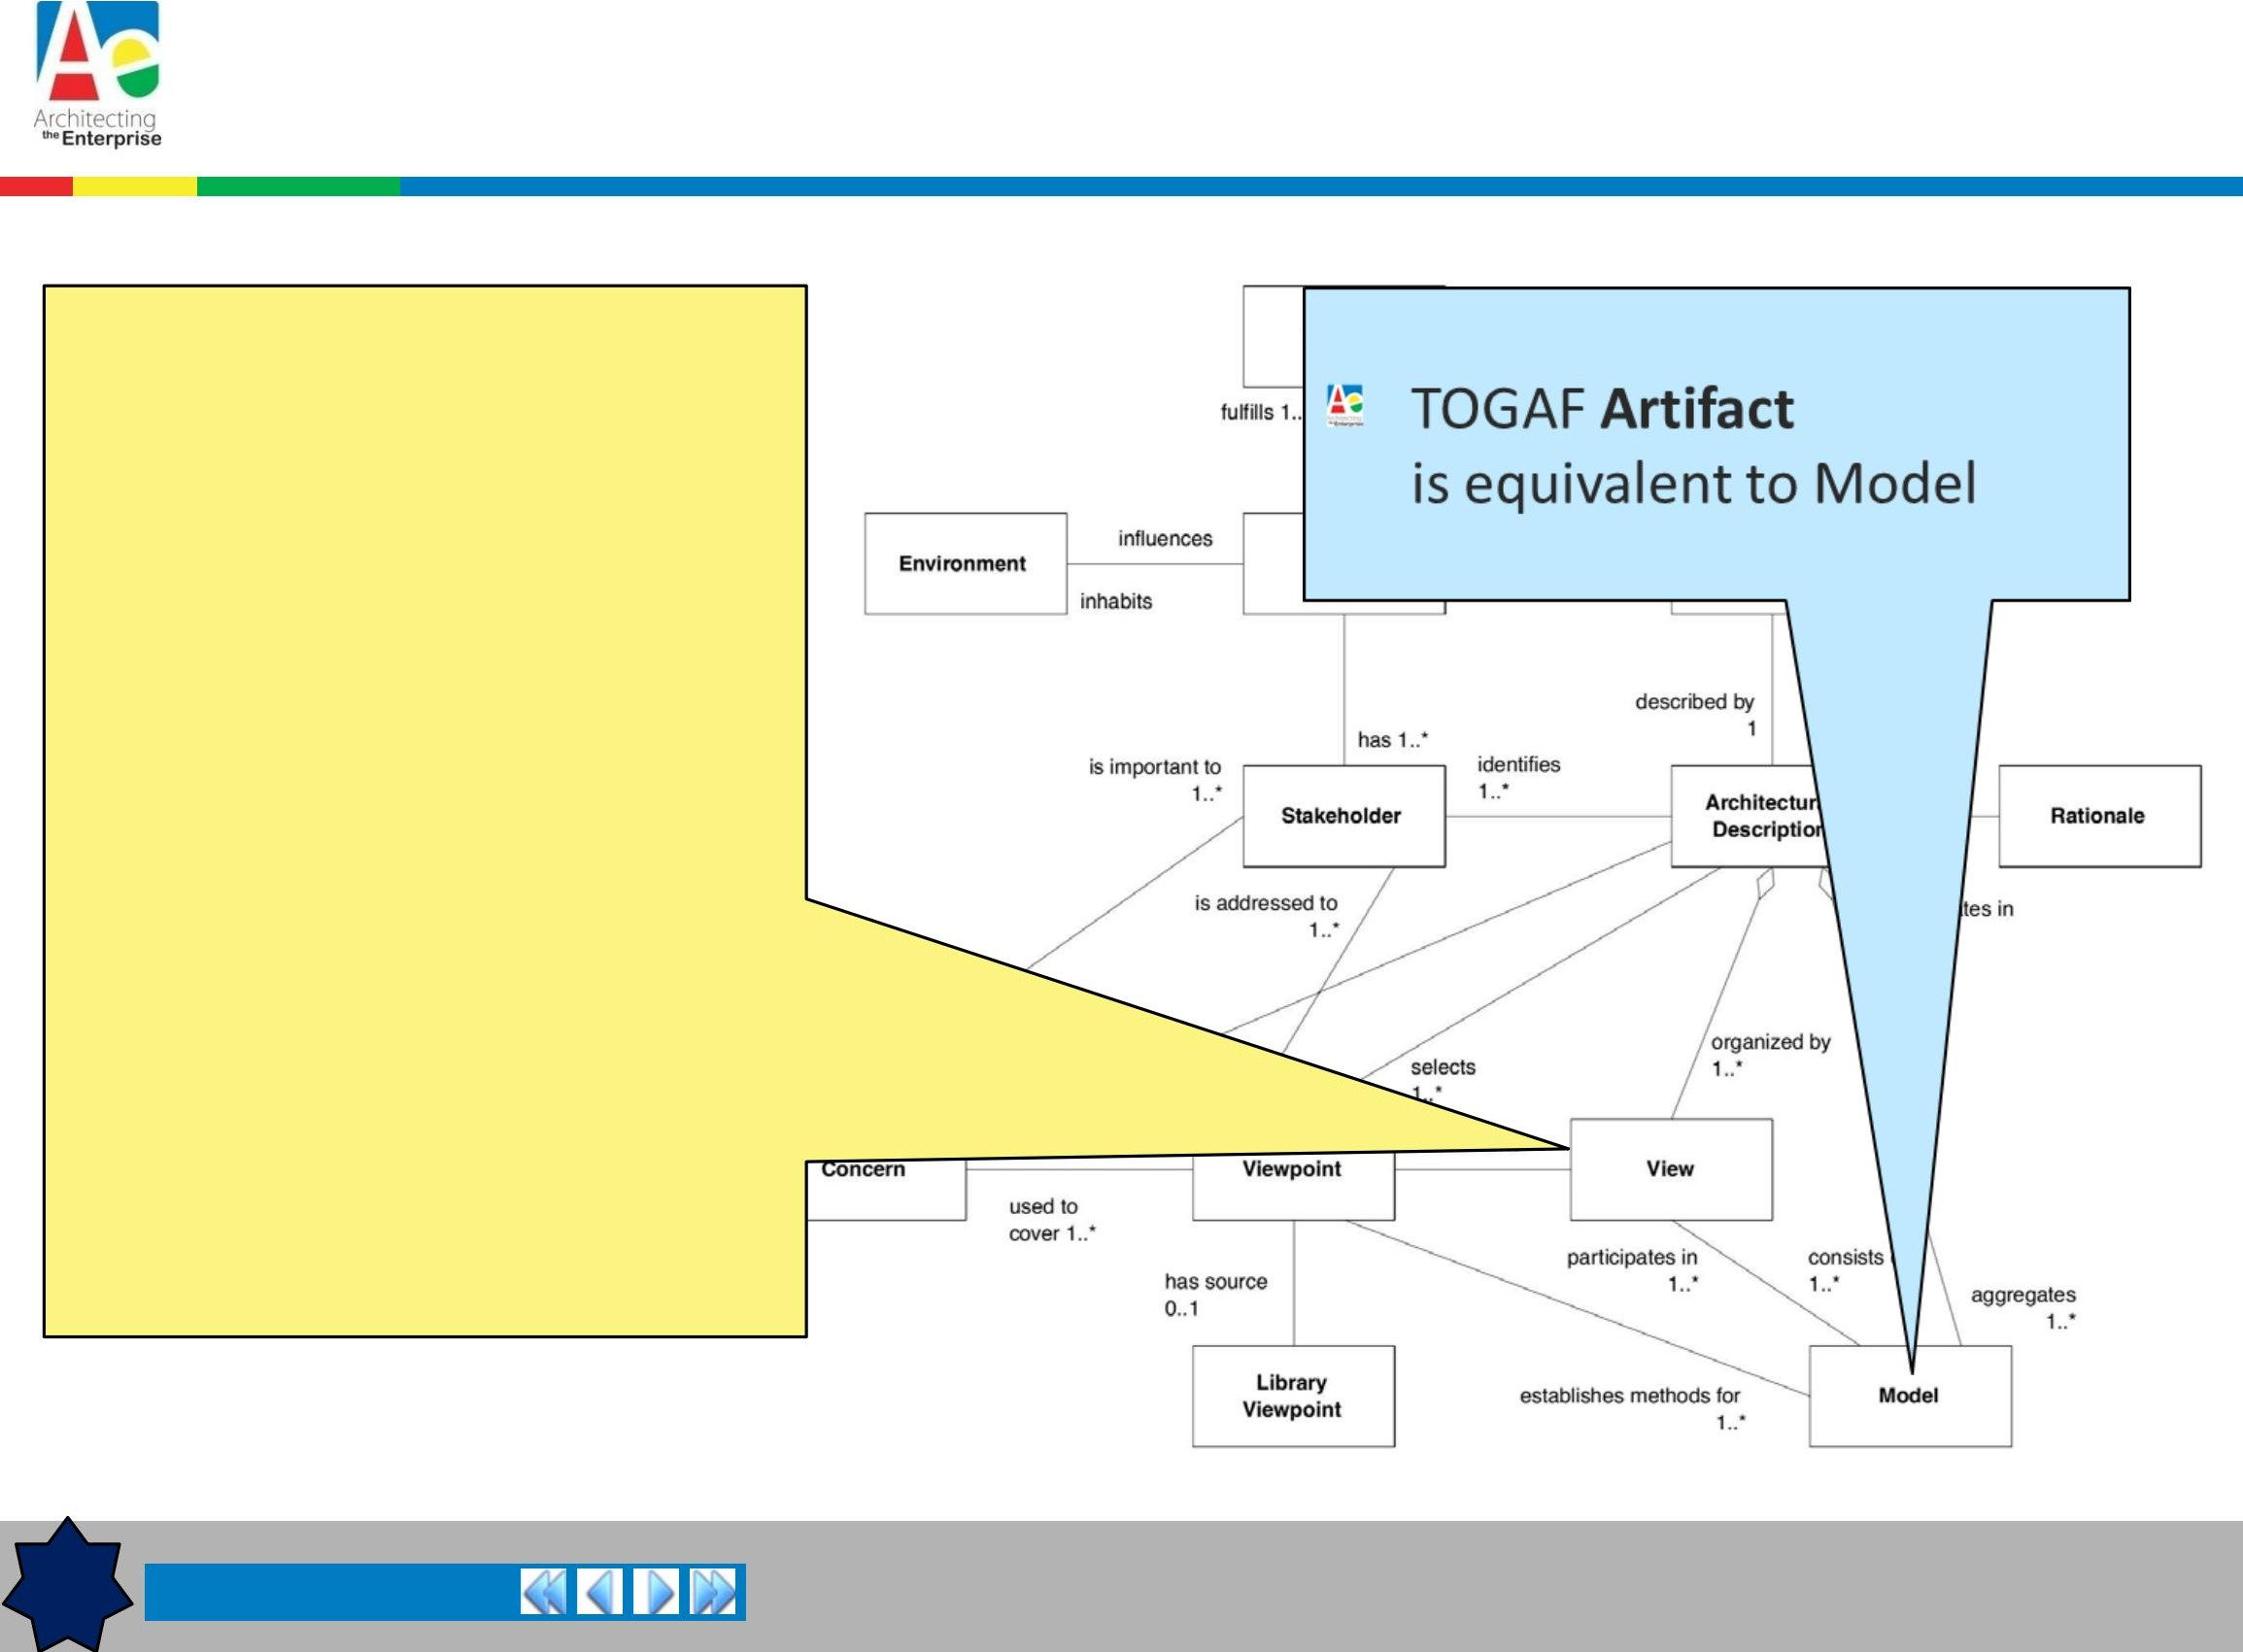 Architecting
the Enterprise
fulfills 1..
TOGAF Artifact
is equivalent to Model
influences
Environment
inhabits
described by
1
has 1..*
is important to
1..*
identifies
1..*
Stakeholder
Architectur
Description
Rationale
is addressed to
1..*
tes in
organized by
1..*
selects
1..*
Concern
Viewpoint
View
used to
cover 1..*
participates in
1..*
consists
1..*
has source
0..1
aggregates
1..*
Library
Viewpoint
establishes methods for
1..*
Model